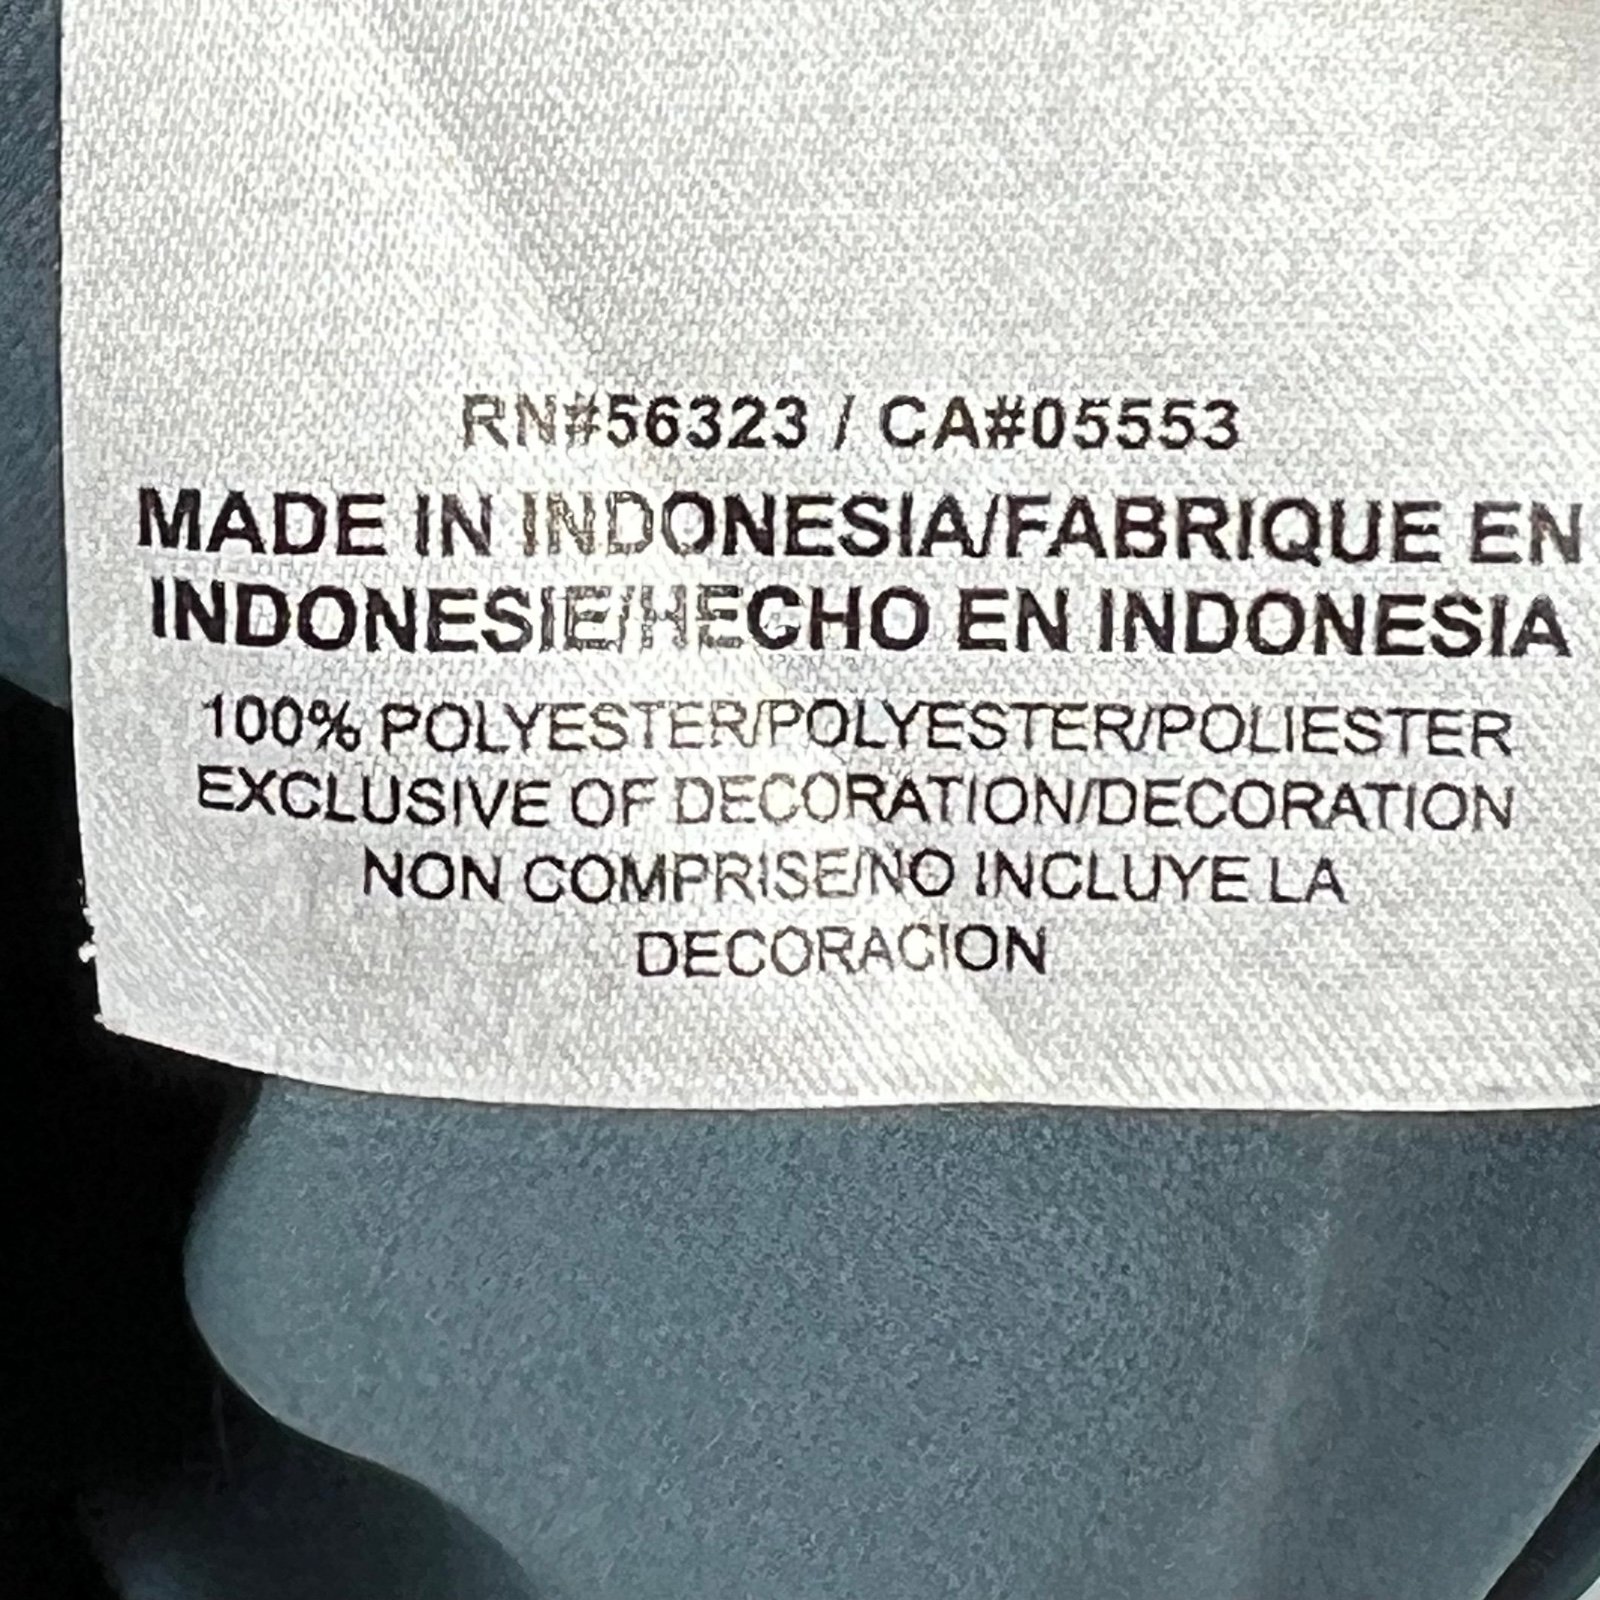 RN#56323 / CA#05553
MADE IN INDONESIA/FABRIQUE EN
INDONESIE/HECHO EN INDONESIA
100% POLYESTER/POLYESTER/POLIESTER
EXCLUSIVE OF DECORATION/DECORATION
NON COMPRISE/NO INCLUYE LA
DECORACION